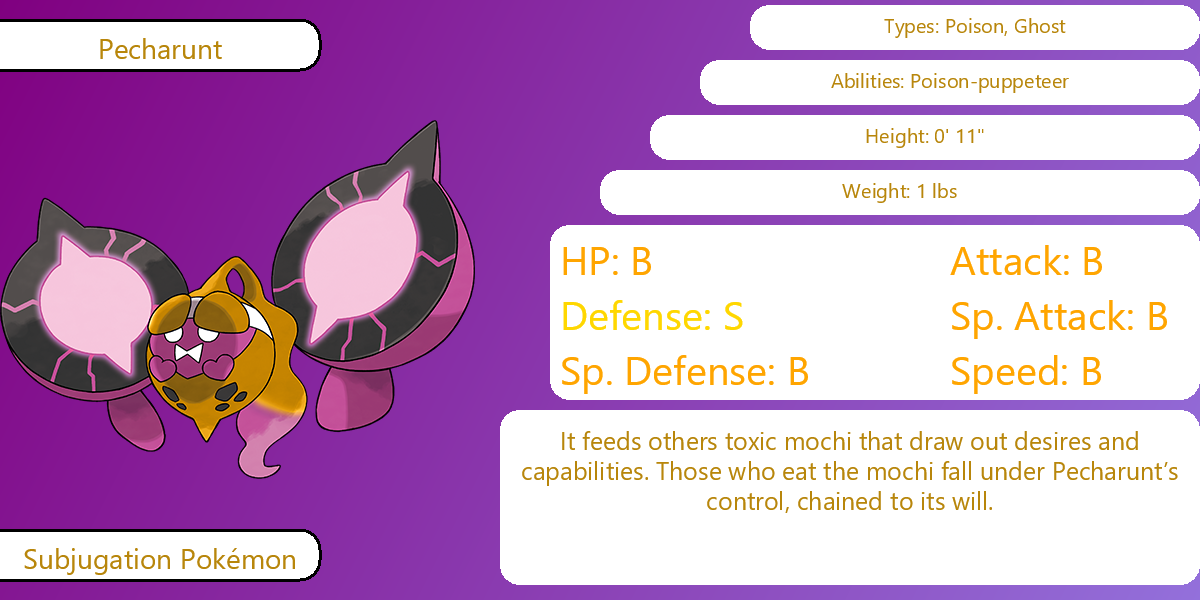 Pecharunt
Types: Poison, Ghost
Abilities: Poison-puppeteer
Height: 0' 11"
Weight: 1 lbs
HP: B
Attack: B
Defense: S
Sp. Attack: B
Sp. Defense: B
Speed: B
It feeds others toxic mochi that draw out desires and
capabilities. Those who eat the mochi fall under Pecharunt’s
control, chained to its will.
Subjugation Pokémon